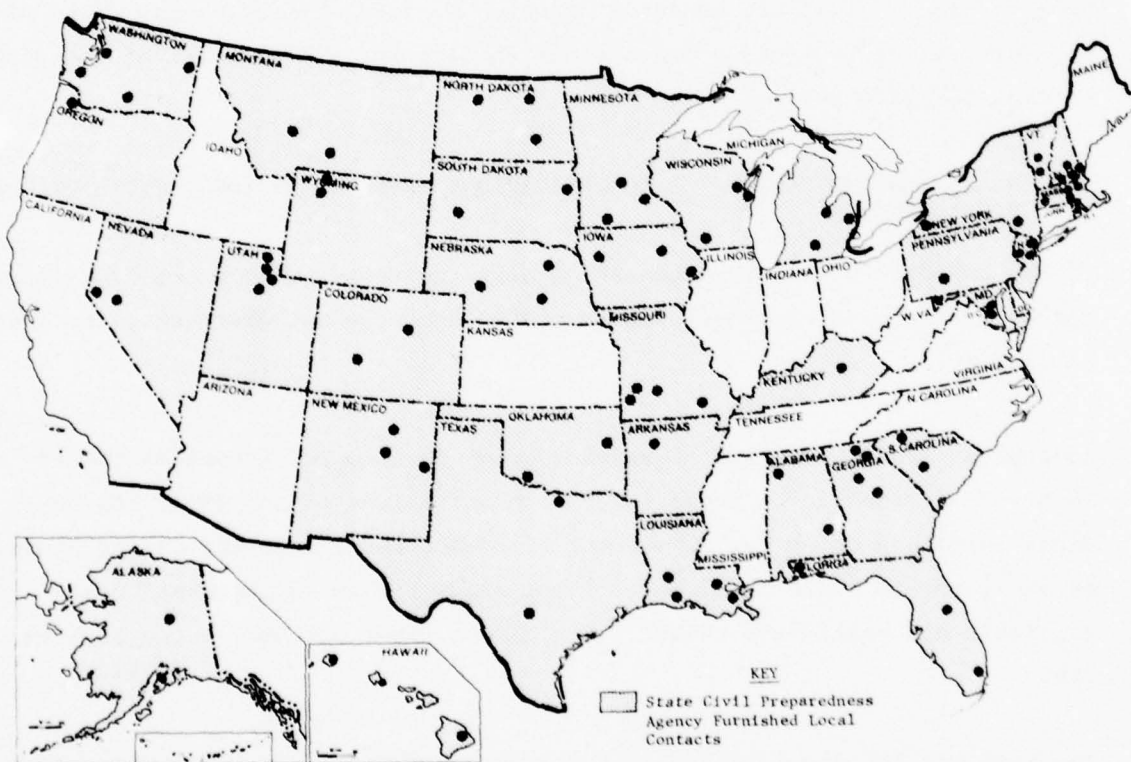 WASHINGTON
MONTANA
NORTH DAKOTA
MINNESOTA
MAINE
OREGON
IDAHO
MICHIGAN
VT.
WISCONSIN
SOUTH DAKOTA
WYOMING
NEW YORK
CALIFORNIA
NEVADA
UTAH
NEBRASKA
IOWA
ILLINOIS
INDIANA
OHIO
PENNSYLVANIA
COLORADO
KANSAS
MISSOURI
W. VA.
MD.
KENTUCKY
VIRGINIA
ARIZONA
NEW MEXICO
TEXAS
OKLAHOMA
ARKANSAS
TENNESSEE
N. CAROLINA
S. CAROLINA
ALABAMA
GEORGIA
LOUISIANA
MISSISSIPPI
ALASKA
HAWAII
KEY
State Civil Preparedness
Agency Furnished Local
Contacts